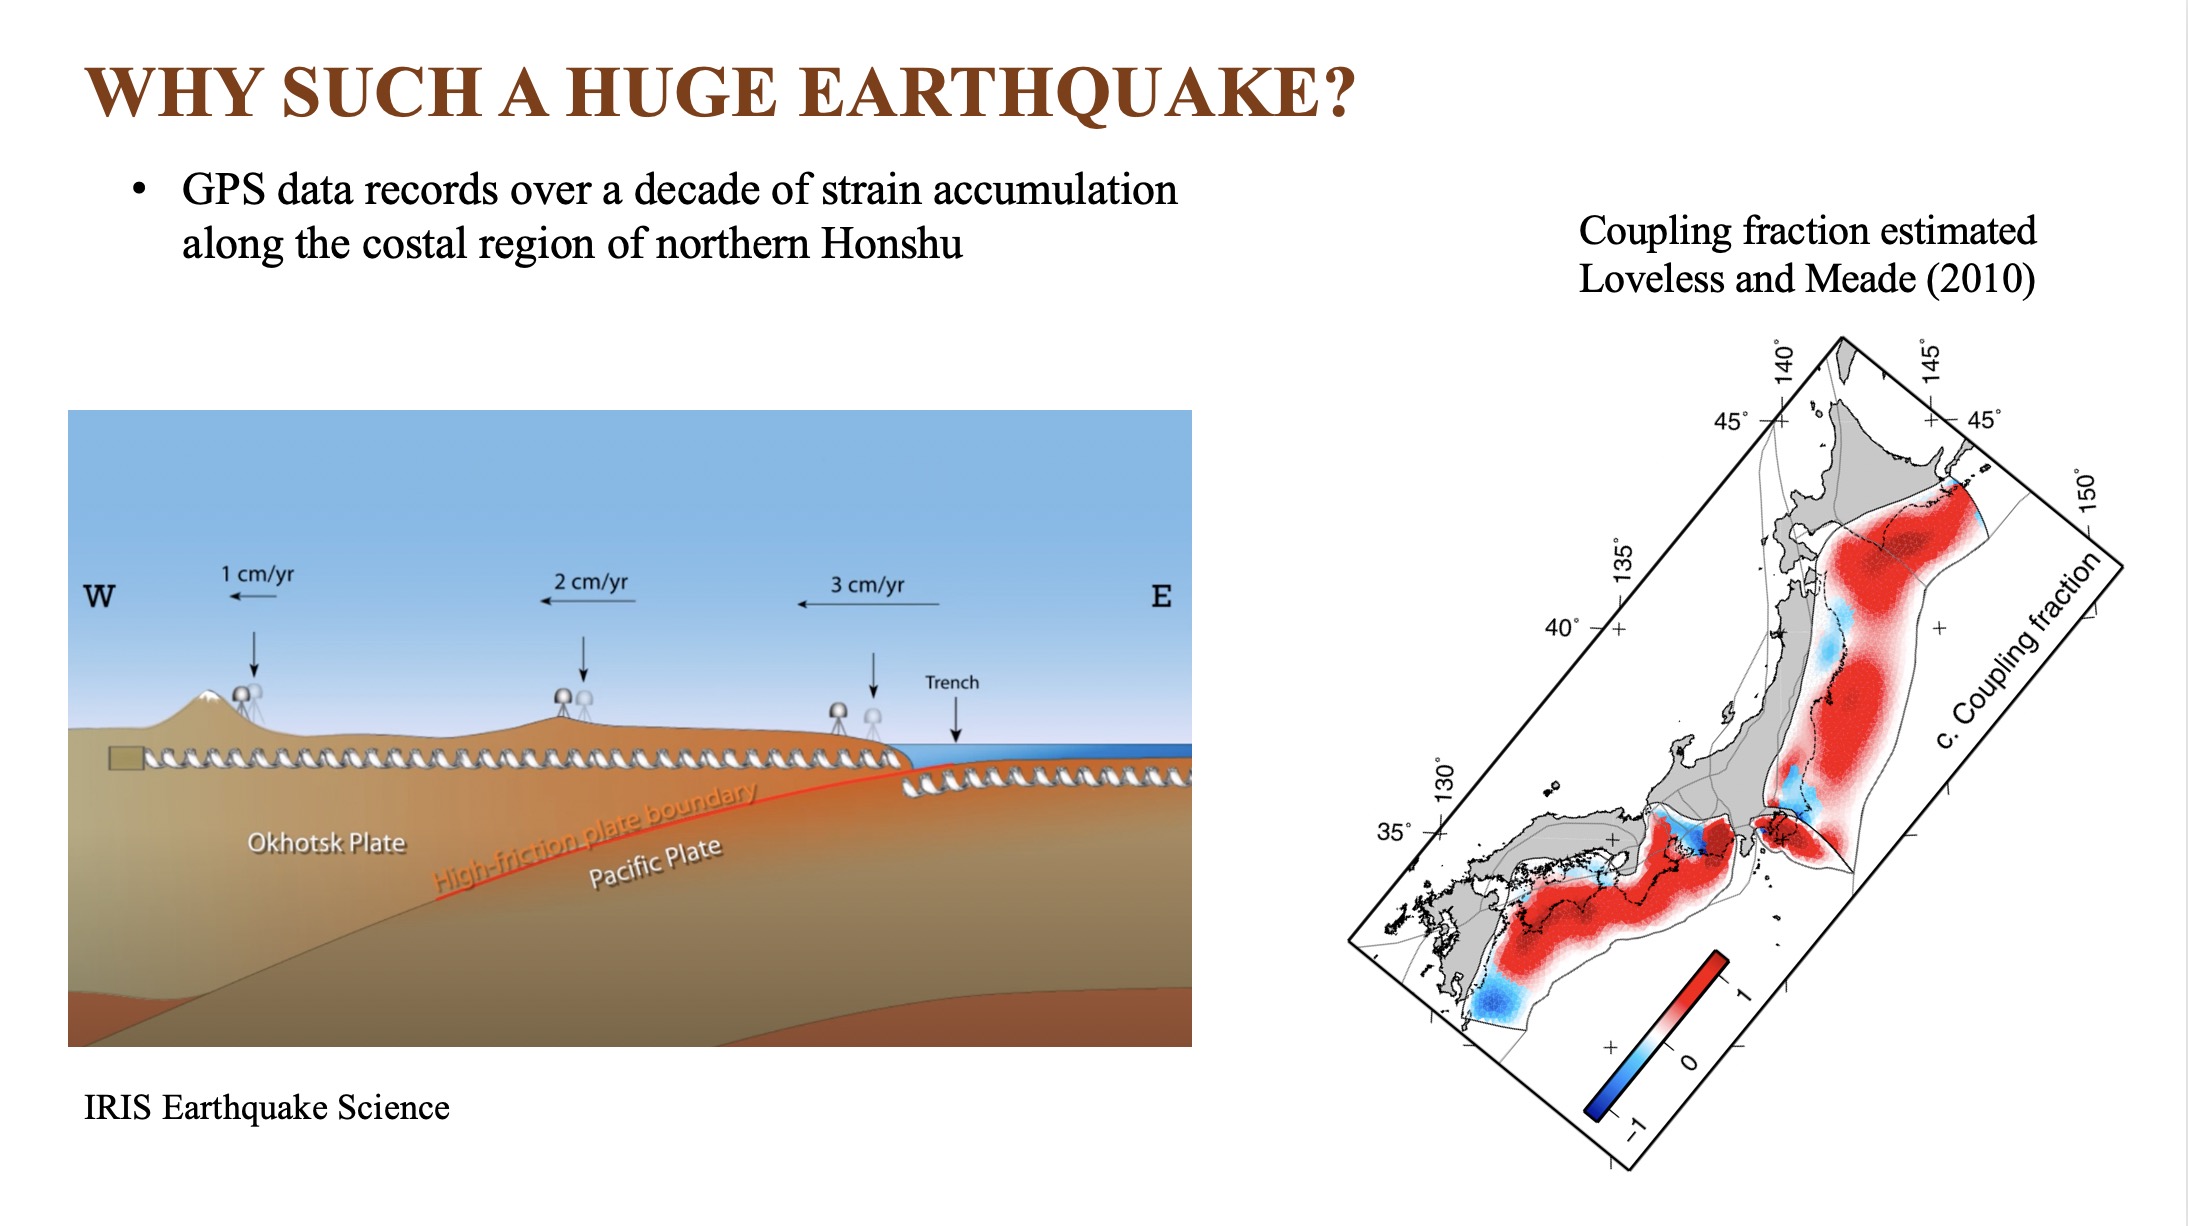 WHY SUCH A HUGE EARTHQUAKE?
• GPS data records over a decade of strain accumulation
along the costal region of northern Honshu
Coupling fraction estimated
Loveless and Meade (2010)
W
1 cm/yr
2 cm/yr
3 cm/yr
E
Trench
Okhotsk Plate
High-friction plate boundary
Pacific Plate
IRIS Earthquake Science
140°
145°
45°
45°
150°
135°
40°
130°
35°
c. Coupling fraction
1
0
−1